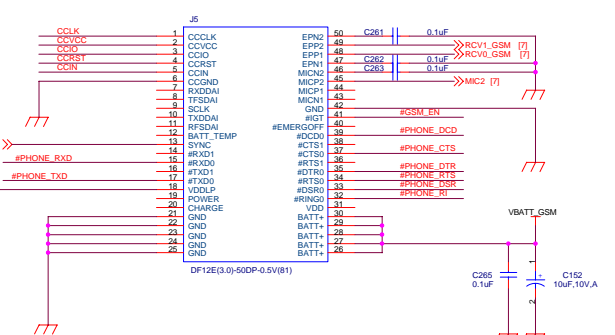 J5
CCLK 1 CCCLK EPN2 50 C261 0.1uF
CCVCC 2 CCVCC EPP2 49 RCV1_GSM [7]
CCIO 3 CCIO EPP1 48 RCV0_GSM [7]
CCRST 4 CCRST EPN1 47 C262 0.1uF
CCIN 5 CCIN MICN2 46 C263 0.1uF
6 CCGND MICP2 45 MIC2 [7]
7 RXDDAI MICP1 44
8 TFSDAI MICN1 43
9 SCLK GND 42
10 TXDDAI #IGT 41 #GSM_EN
11 RFSDAI #EMERGOFF 40
12 BATT_TEMP #DCD0 39 #PHONE_DCD
13 SYNC #CTS1 38
14 #RXD1 #CTS0 37 #PHONE_CTS
#PHONE_RXD 15 #RXD0 #RTS1 36
16 #TXD1 #DTR0 35 #PHONE_DTR
#PHONE_TXD 17 #TXD0 #RTS0 34 #PHONE_RTS
18 VDDLP #DSR0 33 #PHONE_DSR
19 POWER #RING0 32 #PHONE_RI
20 CHARGE VDD 31
21 GND BATT+ 30 VBATT_GSM
22 GND BATT+ 29
23 GND BATT+ 28
24 GND BATT+ 27
25 GND BATT+ 26
DF12E(3.0)-50DP-0.5V(81)
C265
0.1uF
1
+
2
C152
10uF,10V,A